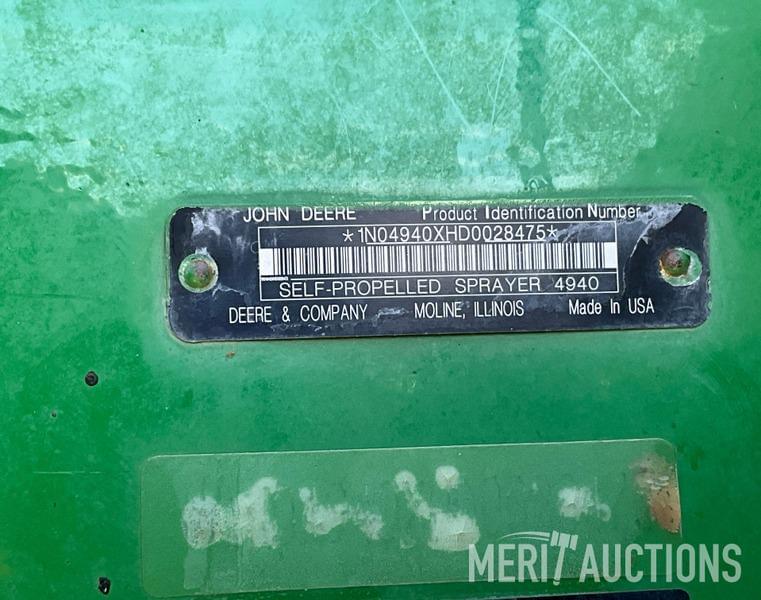 JOHN DEERE Product Identification Number
*1N04940XHD0028475*
SELF-PROPELLED SPRAYER 4940
DEERE & COMPANY MOLINE, ILLINOIS Made In USA
MERIT AUCTIONS